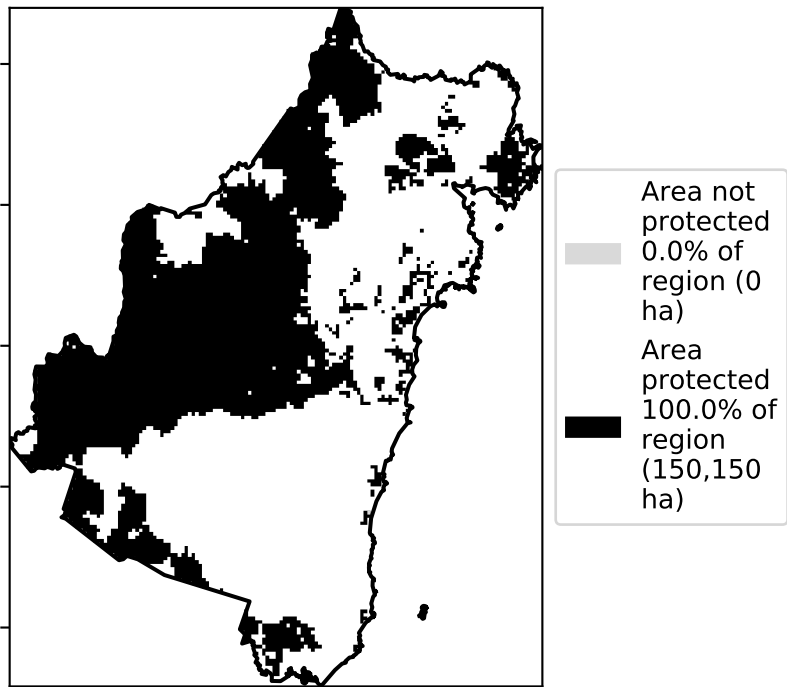 Area not
protected
0.0% of
region (0
ha)
Area
protected
100.0% of
region
(150,150
ha)